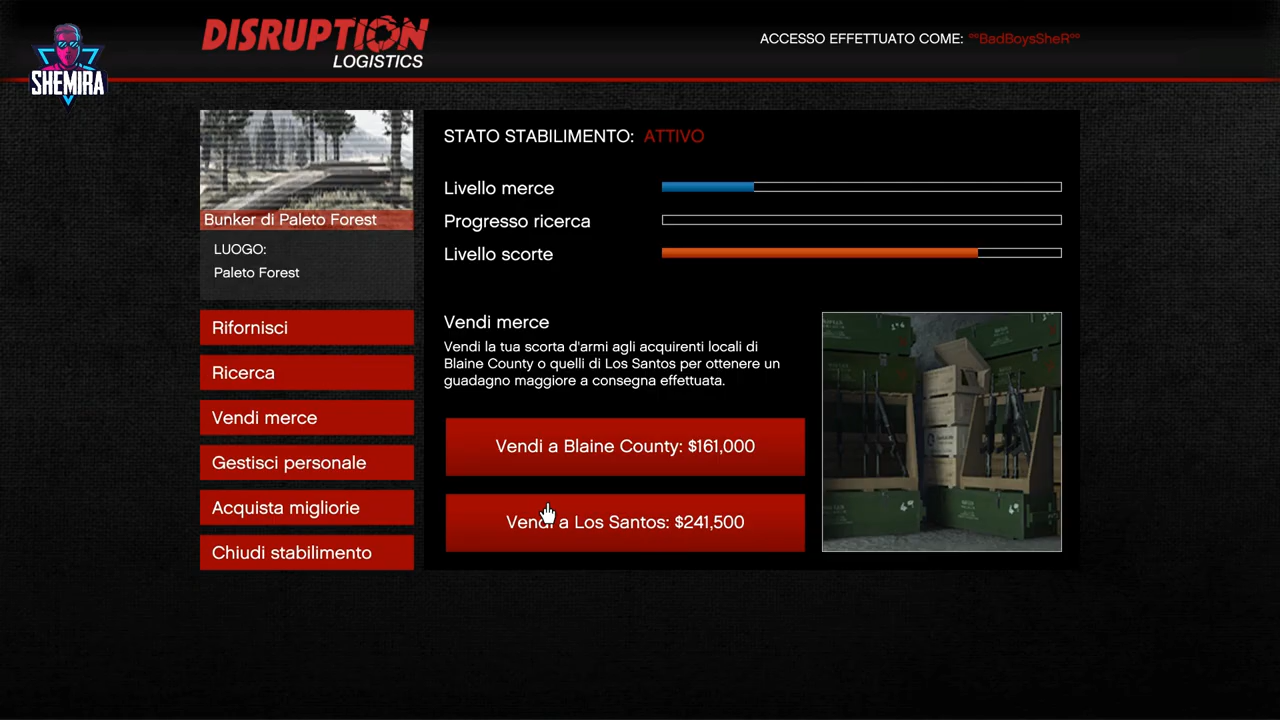 SHEMIRA
DISRUPTION
LOGISTICS
ACCESSO EFFETTUATO COME: °°BadBoysSheR°°
Bunker di Paleto Forest
LUOGO:
Paleto Forest
Rifornisci
Ricerca
Vendi merce
Gestisci personale
Acquista migliorie
Chiudi stabilimento
STATO STABILIMENTO: ATTIVO
Livello merce
Progresso ricerca
Livello scorte
Vendi merce
Vendi la tua scorta d'armi agli acquirenti locali di
Blaine County o quelli di Los Santos per ottenere un
guadagno maggiore a consegna effettuata.
Vendi a Blaine County: $161,000
Vendi a Los Santos: $241,500